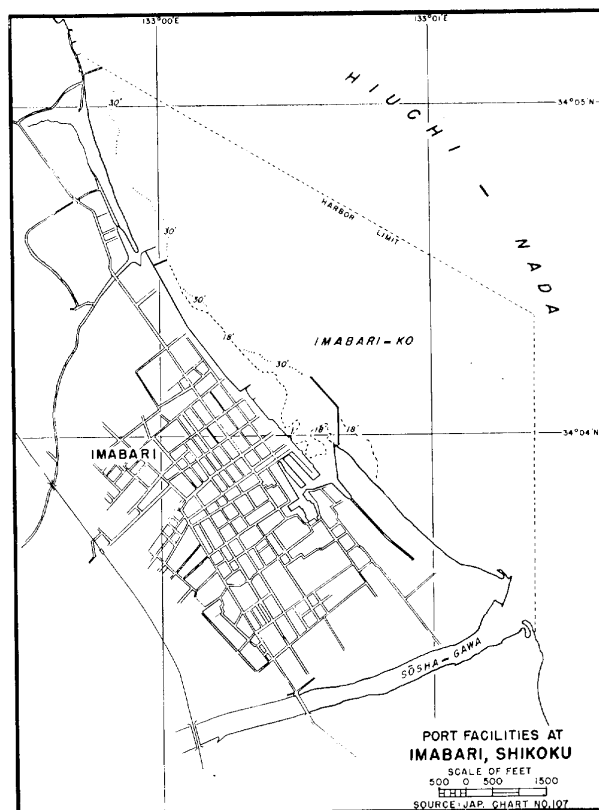 133°00'E
133°01'E
HIUCHI - NADA
34°05'N
30'
HARBOR LIMIT
30'
30'
18'
IMABARI-KO
30'
18'
18'
34°04'N
IMABARI
SŌSHA-GAWA
PORT FACILITIES AT
IMABARI, SHIKOKU
SCALE OF FEET
500 0 500 1500
SOURCE: JAP. CHART NO. 107